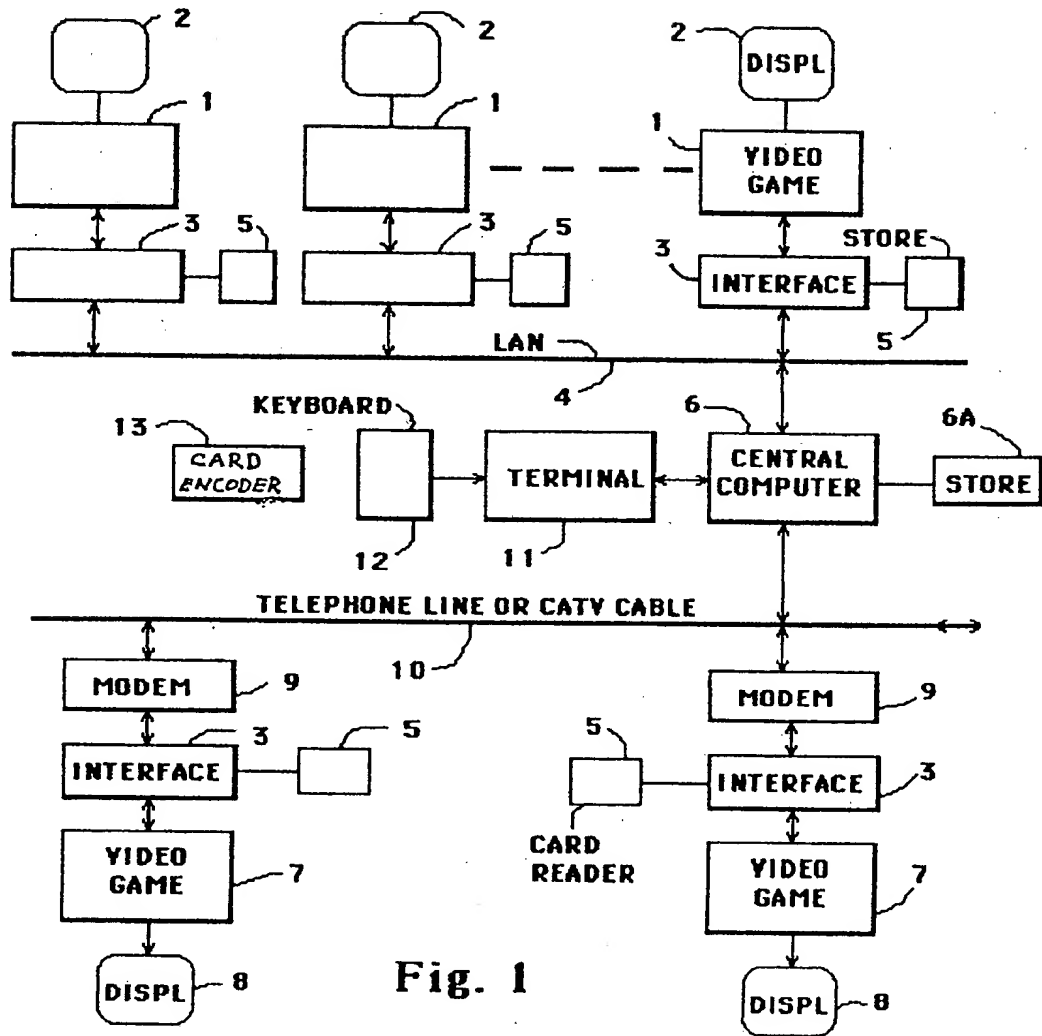 2
2
2
DISPL
1
1
1
VIDEO
GAME
3
5
3
5
STORE
3
INTERFACE
5
LAN
4
KEYBOARD
6
6A
13
CARD
ENCODER
TERMINAL
CENTRAL
COMPUTER
STORE
12
11
TELEPHONE LINE OR CATV CABLE
10
MODEM
9
MODEM
9
3
5
INTERFACE
5
INTERFACE
3
CARD
READER
VIDEO
GAME
7
VIDEO
GAME
7
DISPL
8
Fig. 1
DISPL
8